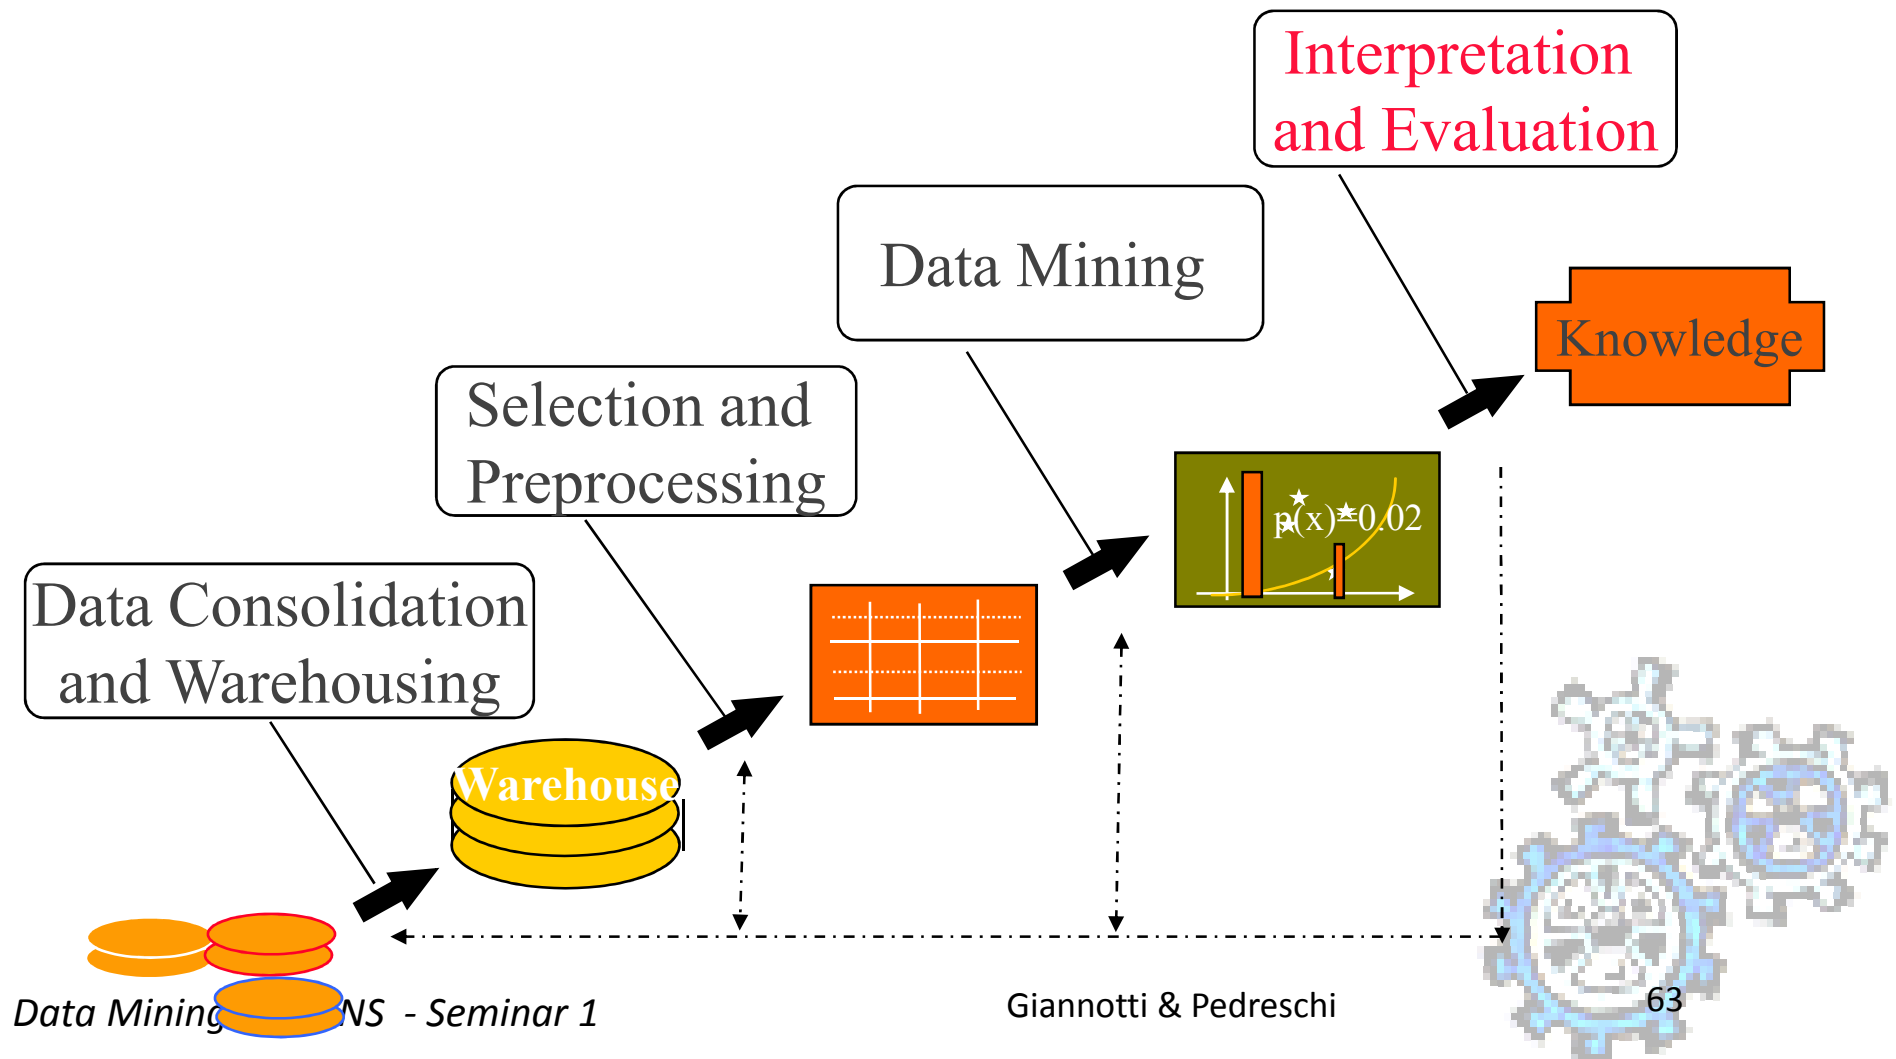 Interpretation
and Evaluation
Data Mining
Knowledge
Selection and
Preprocessing
p(x)=0.02
Data Consolidation
and Warehousing
Warehouse
Data Mining NS - Seminar 1
Giannotti & Pedreschi
63